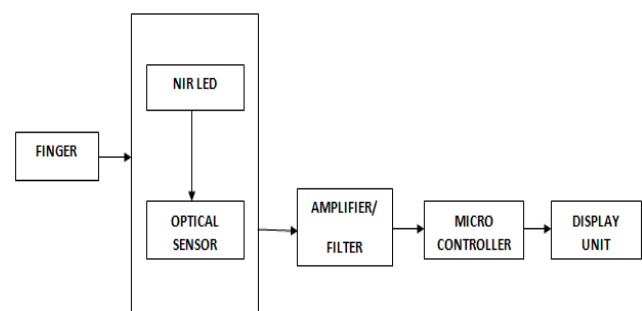 NIR LED
FINGER
OPTICAL
SENSOR
AMPLIFIER/
FILTER
MICRO
CONTROLLER
DISPLAY
UNIT